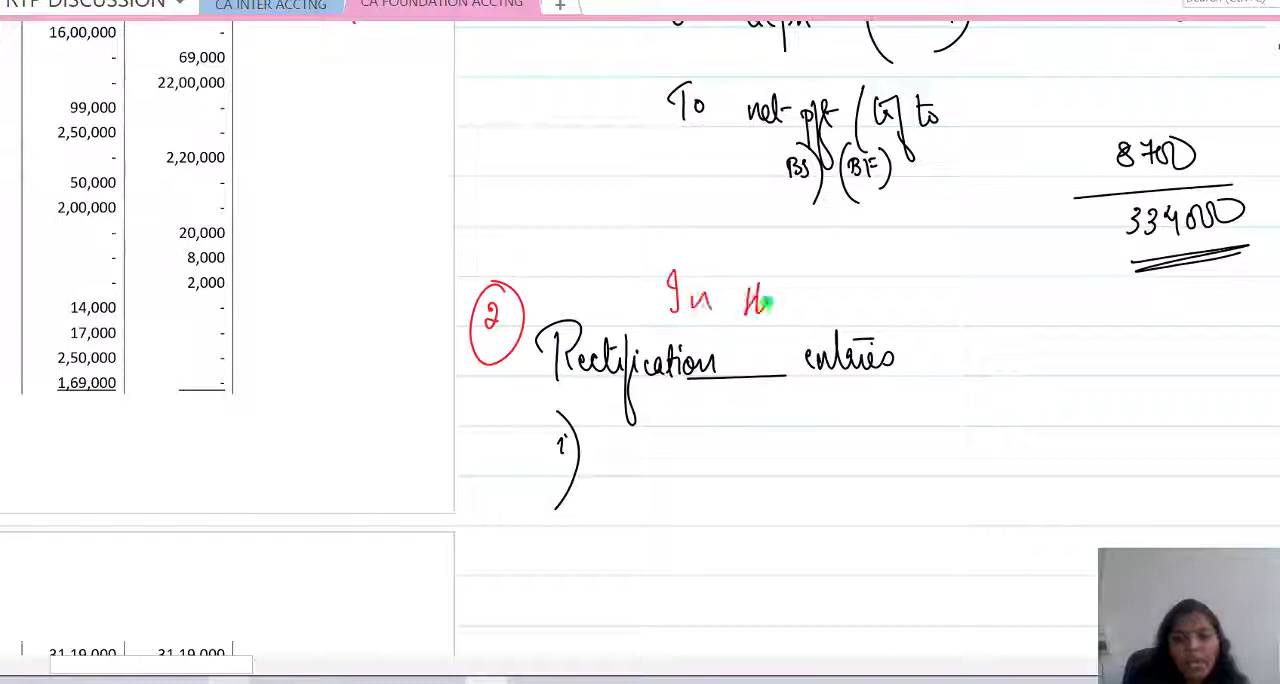 RTP DISCUSSION
CA INTER ACCTNG
CA FOUNDATION ACCTNG
+
16,00,000 -
- 69,000
- 22,00,000
99,000 -
2,50,000 -
- 2,20,000
50,000 -
2,00,000 -
- 20,000
- 8,000
- 2,000
14,000 -
17,000 -
2,50,000 -
1,69,000 -
31,19,000 31,19,000
To net pft (trf to
BS) (BF)
8700
334000
In
2 Rectification entries
i)